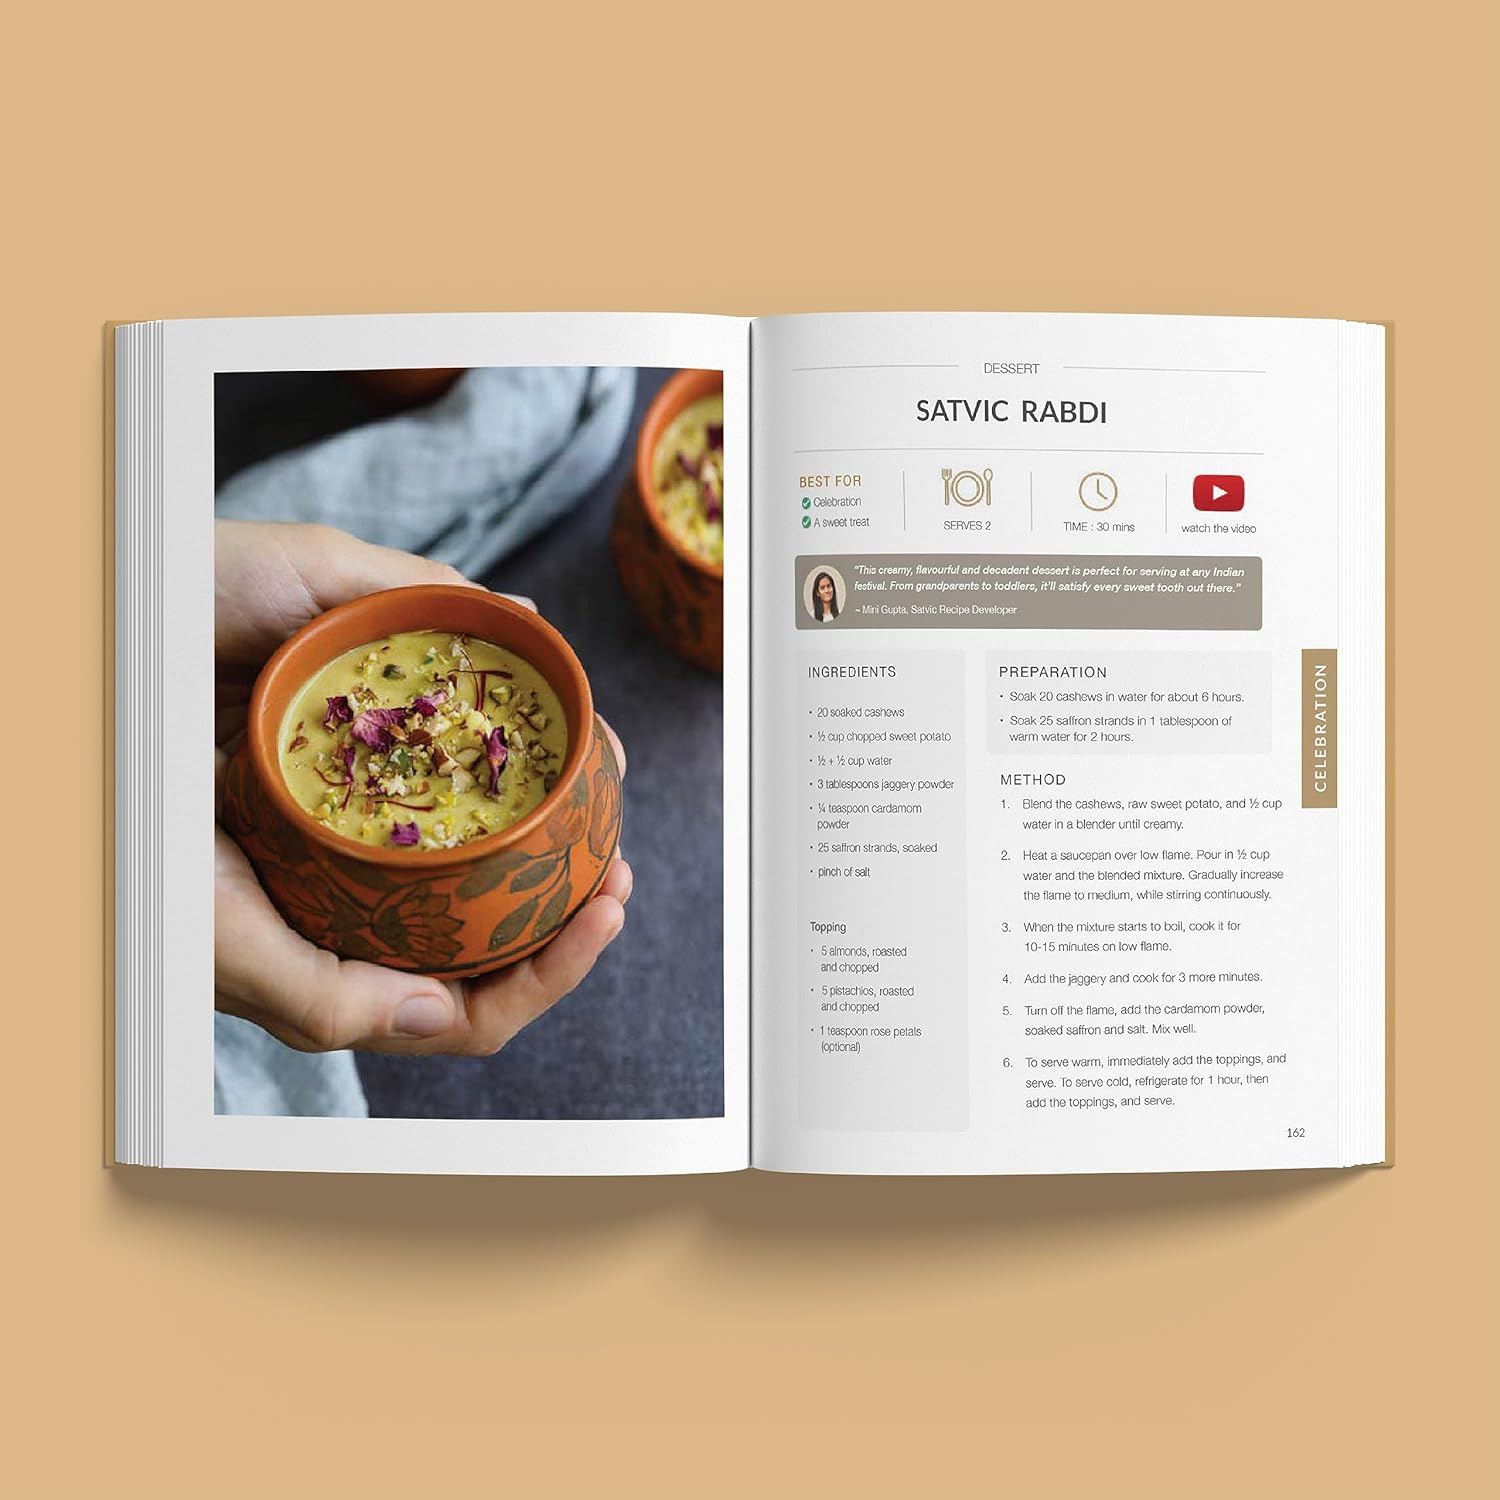 DESSERT
SATVIC RABDI
BEST FOR
Celebration
A sweet treat
SERVES 2
TIME : 30 mins
watch the video
"This creamy, flavourful and decadent dessert is perfect for serving at any Indian
festival. From grandparents to toddlers, it'll satisfy every sweet tooth out there."
~ Mini Gupta, Satvic Recipe Developer
INGREDIENTS
• 20 soaked cashews
• ½ cup chopped sweet potato
• ½ + ½ cup water
• 3 tablespoons jaggery powder
• ¼ teaspoon cardamom
powder
• 25 saffron strands, soaked
• pinch of salt
Topping
• 5 almonds, roasted
and chopped
• 5 pistachios, roasted
and chopped
• 1 teaspoon rose petals
(optional)
PREPARATION
• Soak 20 cashews in water for about 6 hours.
• Soak 25 saffron strands in 1 tablespoon of
warm water for 2 hours.
METHOD
1. Blend the cashews, raw sweet potato, and ½ cup
water in a blender until creamy.
2. Heat a saucepan over low flame. Pour in ½ cup
water and the blended mixture. Gradually increase
the flame to medium, while stirring continuously.
3. When the mixture starts to boil, cook it for
10-15 minutes on low flame.
4. Add the jaggery and cook for 3 more minutes.
5. Turn off the flame, add the cardamom powder,
soaked saffron and salt. Mix well.
6. To serve warm, immediately add the toppings, and
serve. To serve cold, refrigerate for 1 hour, then
add the toppings, and serve.
CELEBRATION
162